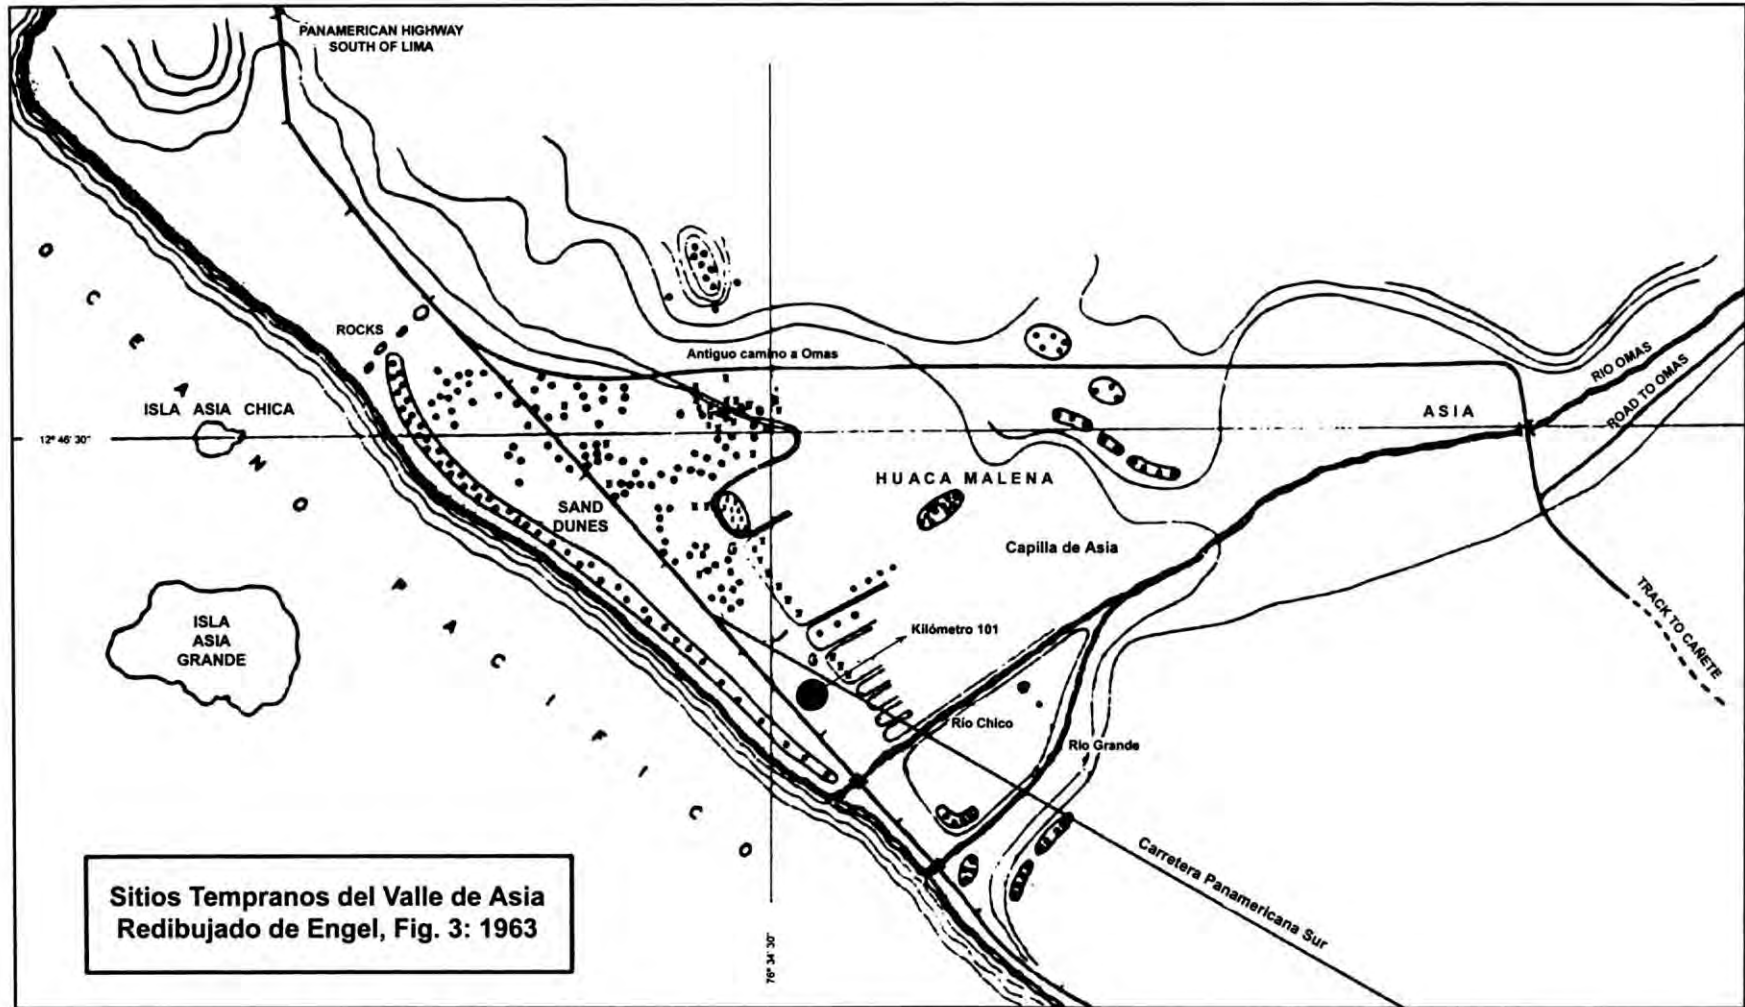 PANAMERICAN HIGHWAY
SOUTH OF LIMA
OCEANO PACIFICO
ROCKS
Antiguo camino a Omas
ISLA ASIA CHICA
12° 46' 30"
ASIA
RIO OMAS
ROAD TO OMAS
HUACA MALENA
SAND
DUNES
Capilla de Asia
ISLA
ASIA
GRANDE
Kilómetro 101
G
G
TRACK TO CAÑETE
Río Chico
Río Grande
Carretera Panamericana Sur
Sitios Tempranos del Valle de Asia
Redibujado de Engel, Fig. 3: 1963
76° 34' 30"